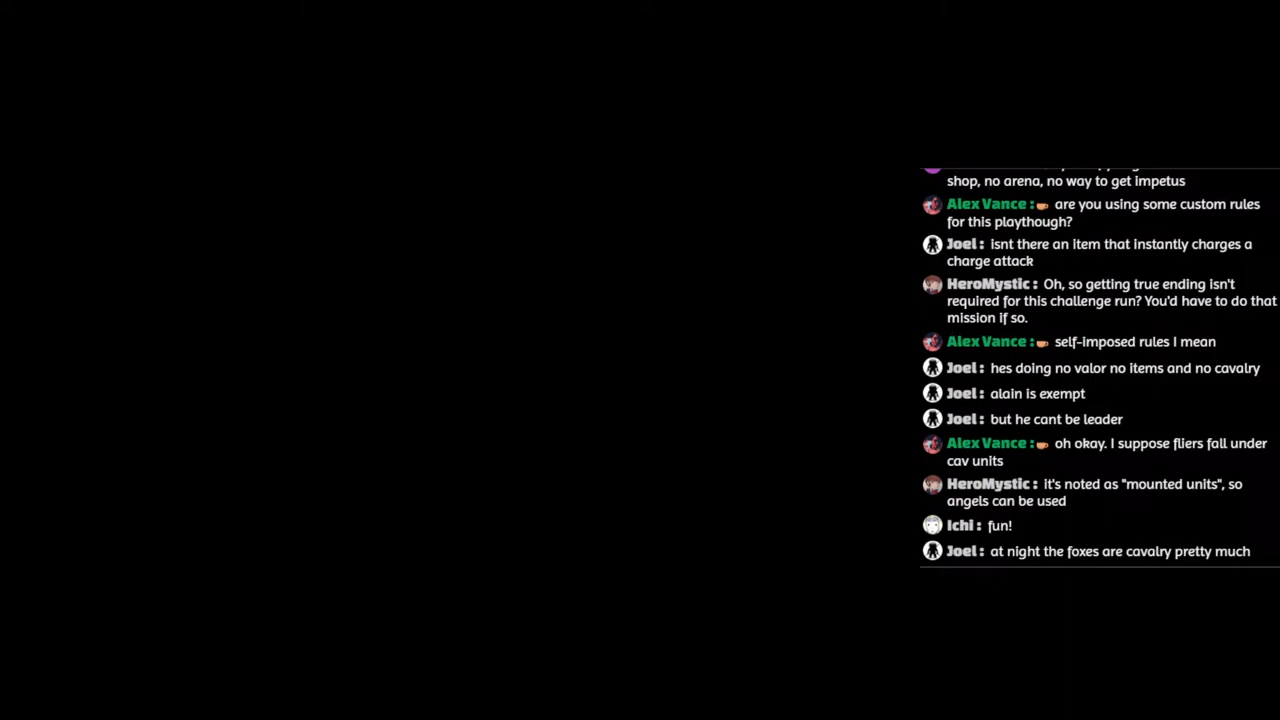 shop, no arena, no way to get impetus
Alex Vance : are you using some custom rules
for this playthough?
Joel : isnt there an item that instantly charges a
charge attack
HeroMystic : Oh, so getting true ending isn't
required for this challenge run? You'd have to do that
mission if so.
Alex Vance : self-imposed rules I mean
Joel : hes doing no valor no items and no cavalry
Joel : alain is exempt
Joel : but he cant be leader
Alex Vance : oh okay. I suppose fliers fall under
cav units
HeroMystic : it's noted as "mounted units", so
angels can be used
Ichi : fun!
Joel : at night the foxes are cavalry pretty much